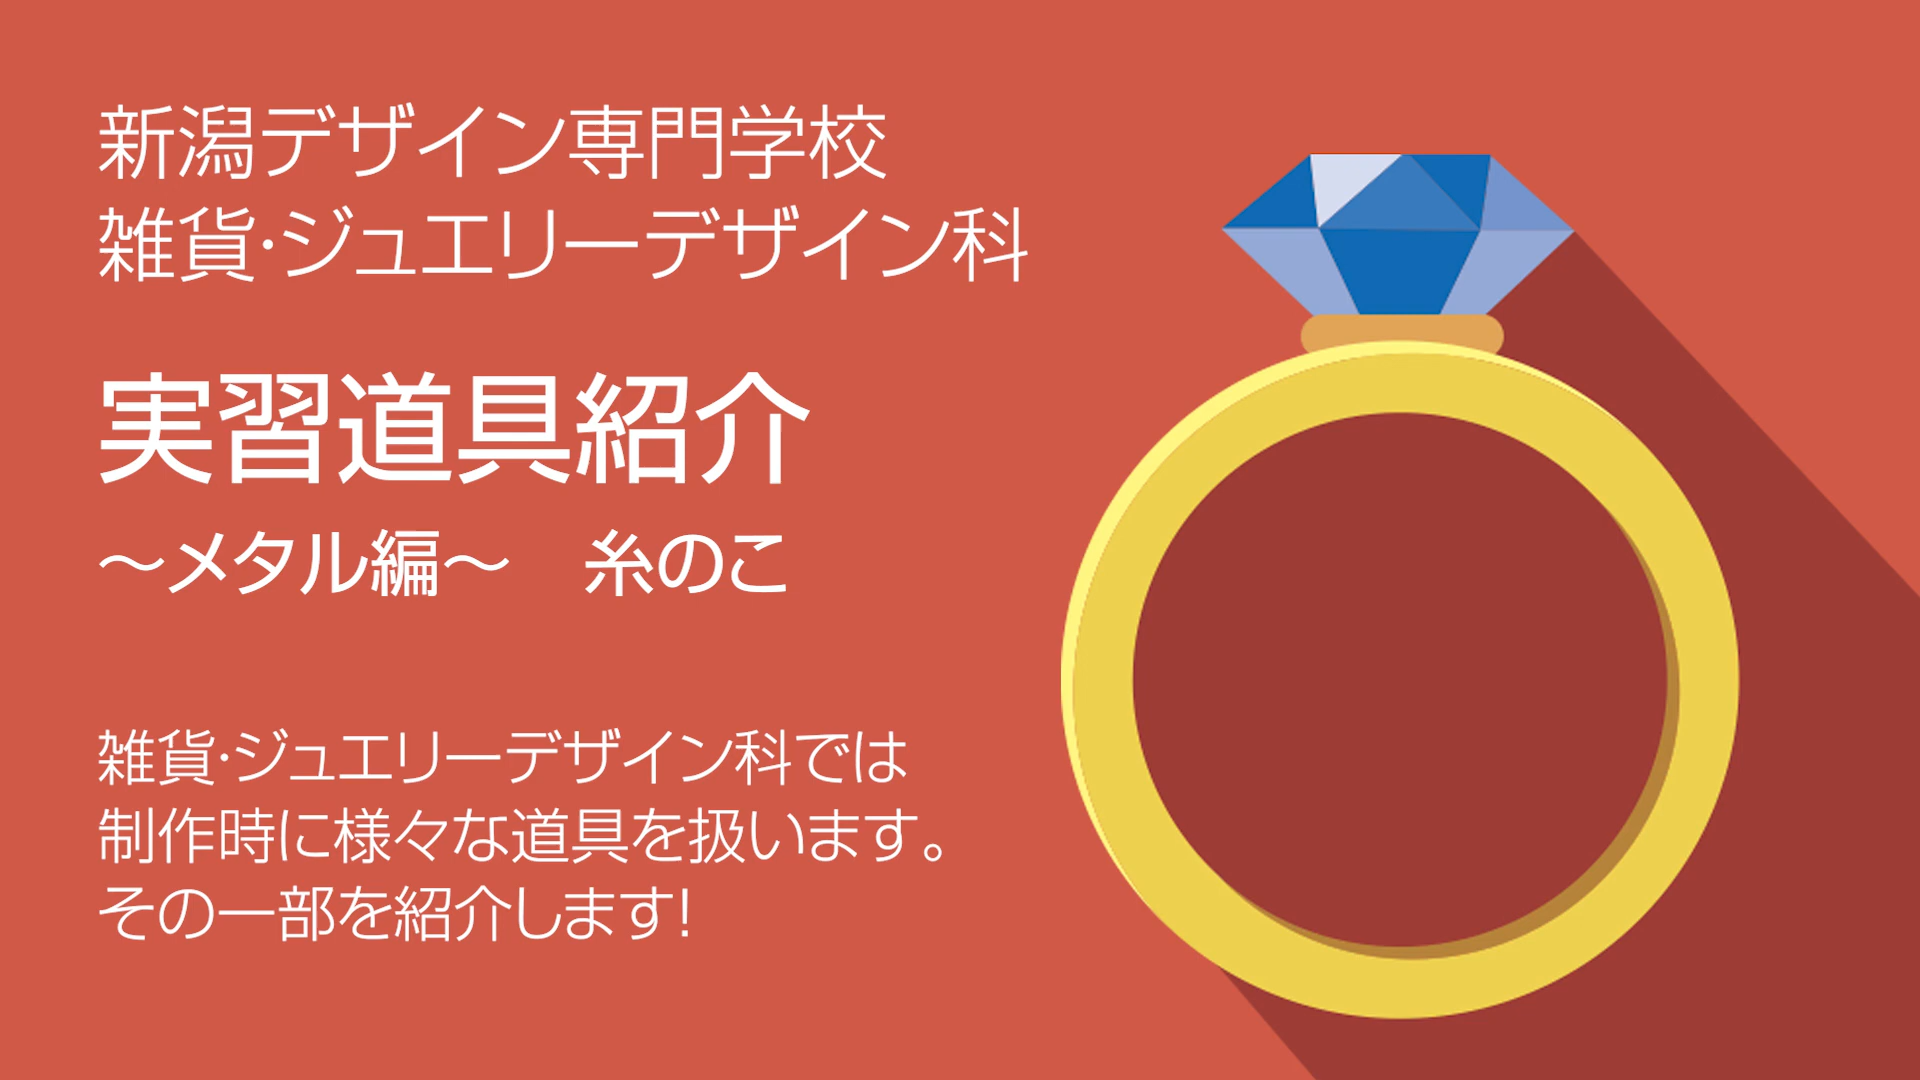 新潟デザイン専門学校
雑貨・ジュエリーデザイン科
実習道具紹介
～メタル編～　糸のこ
雑貨・ジュエリーデザイン科では
制作時に様々な道具を扱います。
その一部を紹介します!